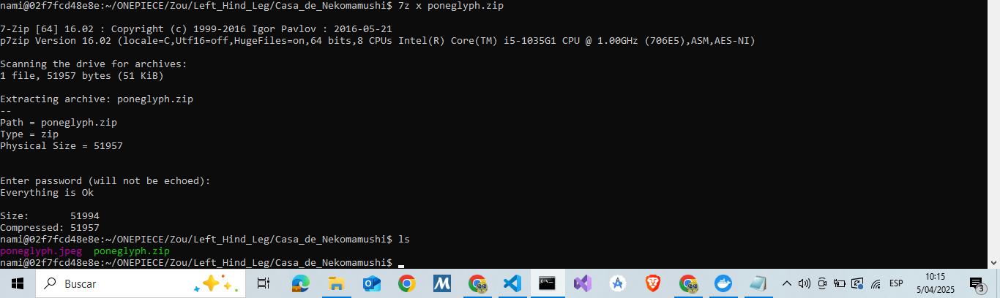 nami@02f7fcd48e8e:~/ONEPIECE/Zou/Left_Hind_Leg/Casa_de_Nekomamushi$ 7z x poneglyph.zip
7-Zip [64] 16.02 : Copyright (c) 1999-2016 Igor Pavlov : 2016-05-21
p7zip Version 16.02 (locale=C,Utf16=off,HugeFiles=on,64 bits,8 CPUs Intel(R) Core(TM) i5-1035G1 CPU @ 1.00GHz (706E5),ASM,AES-NI)
Scanning the drive for archives:
1 file, 51957 bytes (51 KiB)
Extracting archive: poneglyph.zip
--
Path = poneglyph.zip
Type = zip
Physical Size = 51957
Enter password (will not be echoed):
Everything is Ok
Size:       51994
Compressed: 51957
nami@02f7fcd48e8e:~/ONEPIECE/Zou/Left_Hind_Leg/Casa_de_Nekomamushi$ ls
poneglyph.jpeg  poneglyph.zip
nami@02f7fcd48e8e:~/ONEPIECE/Zou/Left_Hind_Leg/Casa_de_Nekomamushi$
Buscar
ESP
10:15
5/04/2025
3